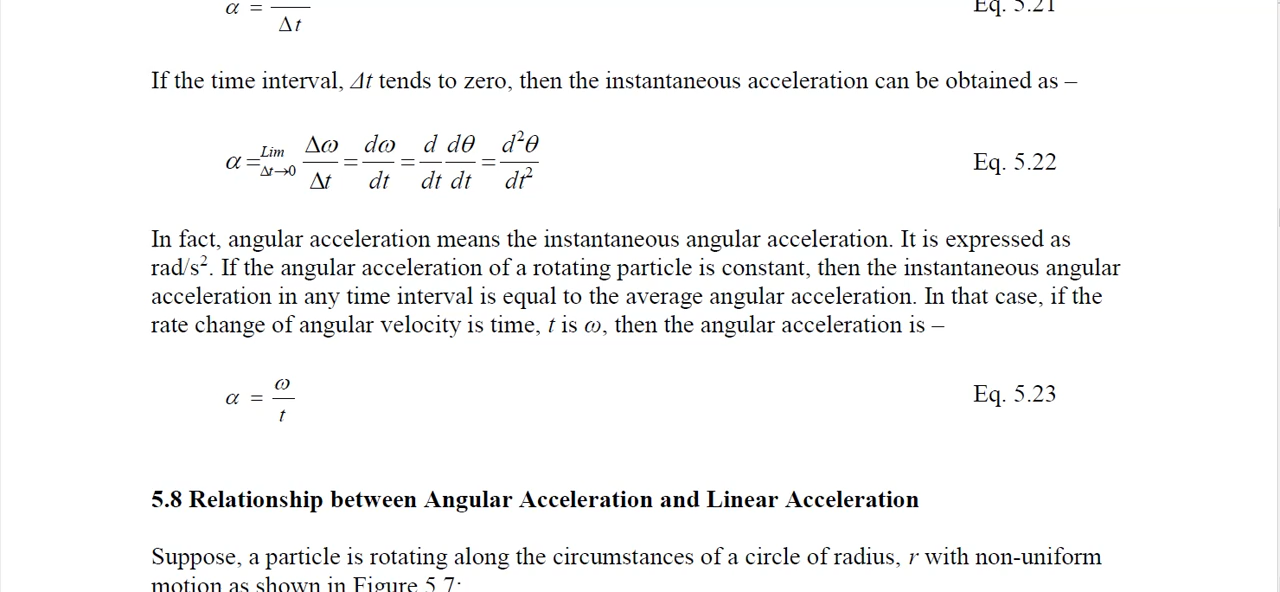 α = ― Eq. 5.21
Δt
If the time interval, Δt tends to zero, then the instantaneous acceleration can be obtained as –
α =Lim Δt→0 Δω/Δt = dω/dt = d/dt dθ/dt = d²θ/dt² Eq. 5.22
In fact, angular acceleration means the instantaneous angular acceleration. It is expressed as
rad/s². If the angular acceleration of a rotating particle is constant, then the instantaneous angular
acceleration in any time interval is equal to the average angular acceleration. In that case, if the
rate change of angular velocity is time, t is ω, then the angular acceleration is –
α = ω/t Eq. 5.23
5.8 Relationship between Angular Acceleration and Linear Acceleration
Suppose, a particle is rotating along the circumstances of a circle of radius, r with non-uniform
motion as shown in Figure 5.7: